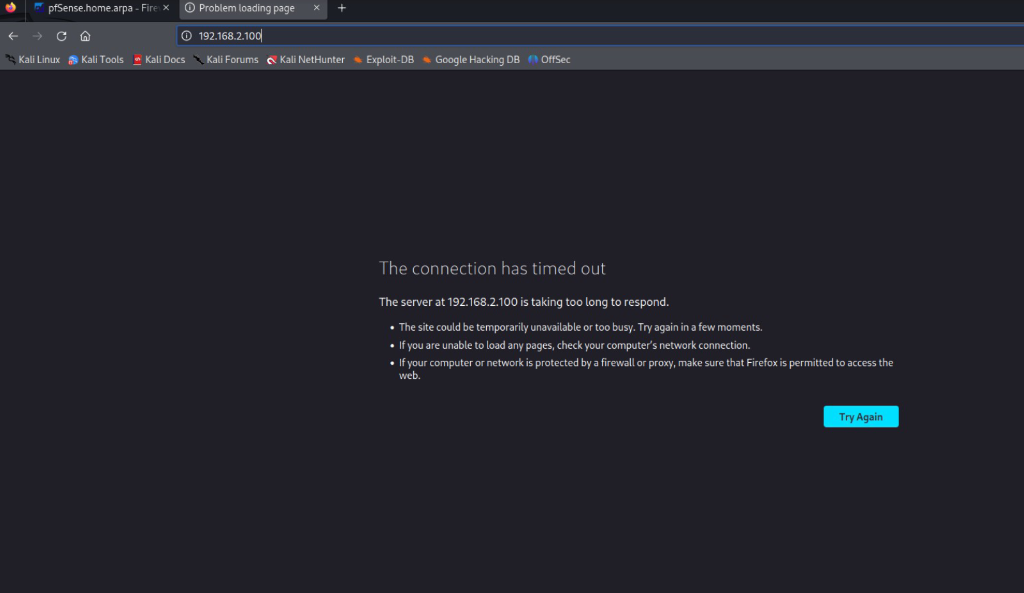 pfSense.home.arpa - Fire
Problem loading page
192.168.2.100
Kali Linux Kali Tools Kali Docs Kali Forums Kali NetHunter Exploit-DB Google Hacking DB OffSec
The connection has timed out
The server at 192.168.2.100 is taking too long to respond.
• The site could be temporarily unavailable or too busy. Try again in a few moments.
• If you are unable to load any pages, check your computer's network connection.
• If your computer or network is protected by a firewall or proxy, make sure that Firefox is permitted to access the
web.
Try Again